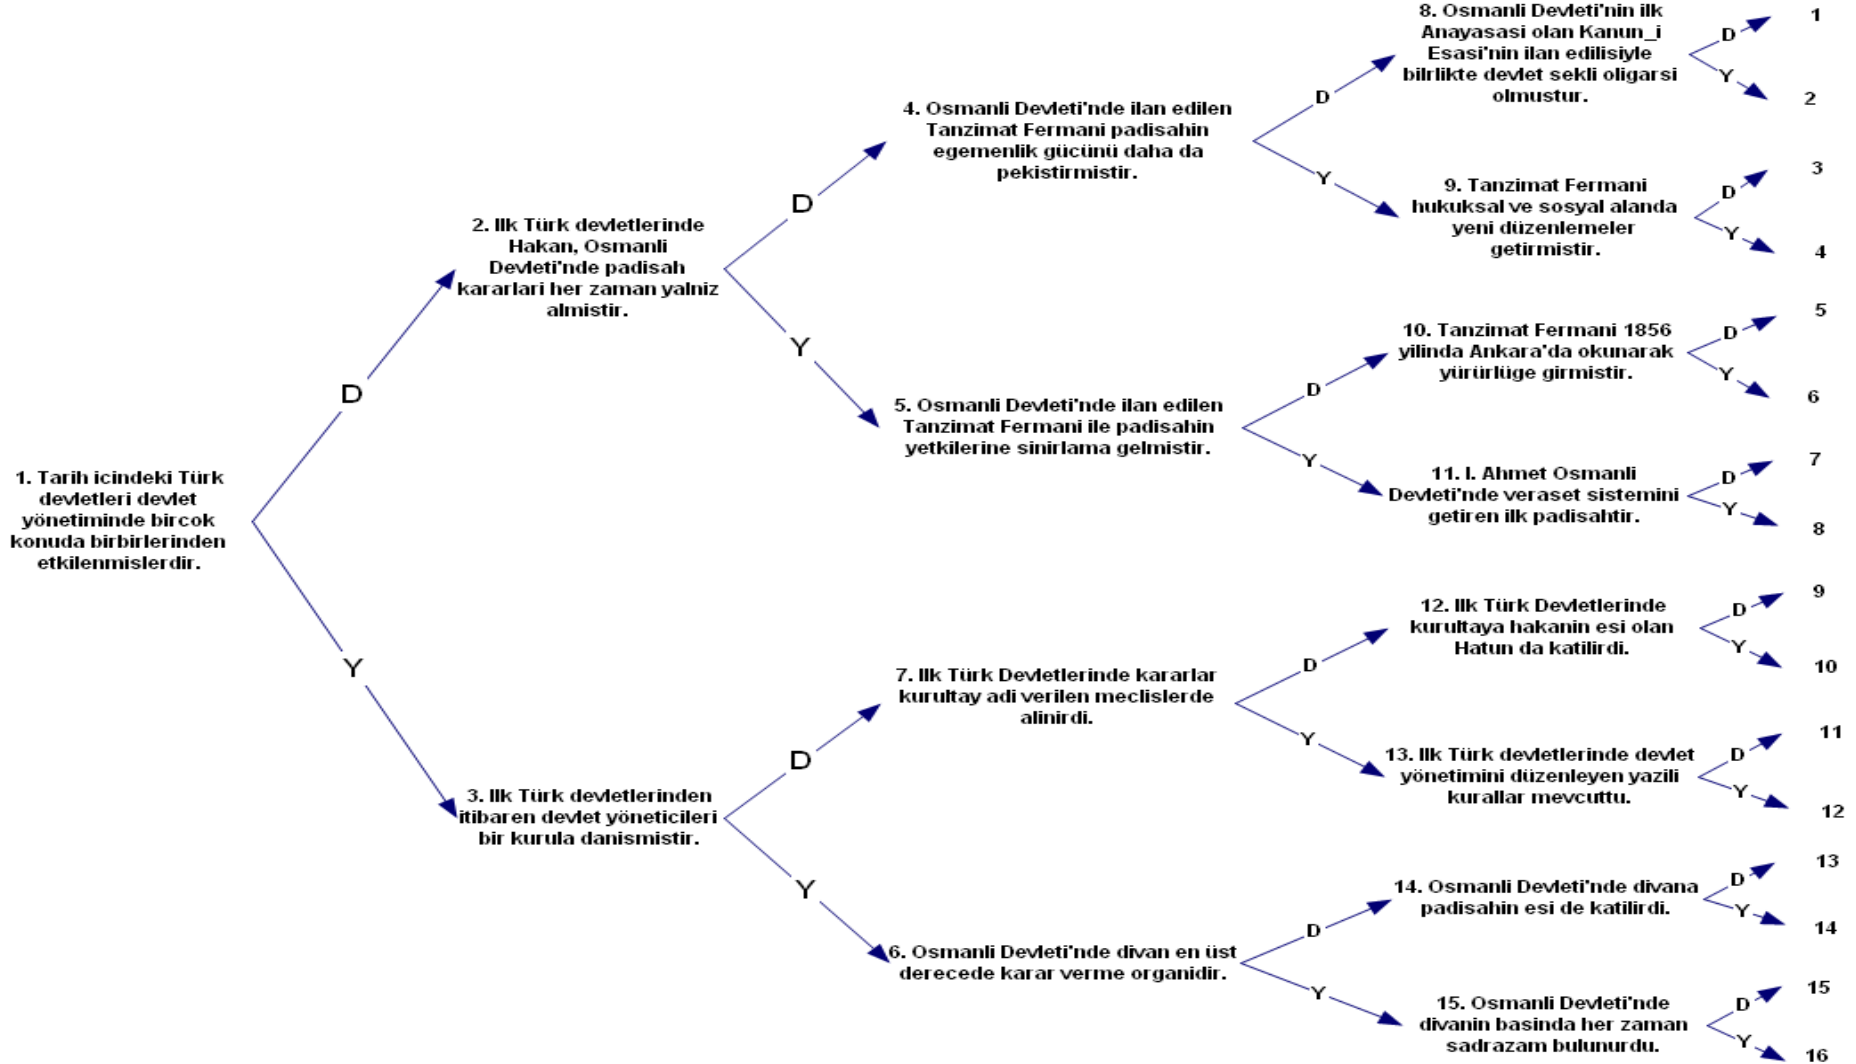 1. Tarih icindeki Türk
devletleri devlet
yönetiminde bircok
konuda birbirlerinden
etkilenmislerdir.
D
Y
2. Ilk Türk devletlerinde
Hakan, Osmanli
Devleti'nde padisah
kararlari her zaman yalniz
almistir.
D
Y
3. Ilk Türk devletlerinden
itibaren devlet yöneticileri
bir kurula danismistir.
D
Y
4. Osmanli Devleti'nde ilan edilen
Tanzimat Fermani padisahin
egemenlik gücünü daha da
pekistirmistir.
D
Y
5. Osmanli Devleti'nde ilan edilen
Tanzimat Fermani ile padisahin
yetkilerine sinirlama gelmistir.
D
Y
7. Ilk Türk Devletlerinde kararlar
kurultay adi verilen meclislerde
alinirdi.
D
Y
6. Osmanli Devleti'nde divan en üst
derecede karar verme organidir.
D
Y
8. Osmanli Devleti'nin ilk
Anayasasi olan Kanun_i
Esasi'nin ilan edilisiyle
bilrlikte devlet sekli oligarsi
olmustur.
D
1
Y
2
9. Tanzimat Fermani
hukuksal ve sosyal alanda
yeni düzenlemeler
getirmistir.
D
3
Y
4
10. Tanzimat Fermani 1856
yilinda Ankara'da okunarak
yürürlüge girmistir.
D
5
Y
6
11. I. Ahmet Osmanli
Devleti'nde veraset sistemini
getiren ilk padisahtir.
D
7
Y
8
12. Ilk Türk Devletlerinde
kurultaya hakanin esi olan
Hatun da katilirdi.
D
9
Y
10
13. Ilk Türk devletlerinde devlet
yönetimini düzenleyen yazili
kurallar mevcuttu.
D
11
Y
12
14. Osmanli Devleti'nde divana
padisahin esi de katilirdi.
D
13
Y
14
15. Osmanli Devleti'nde
divanin basinda her zaman
sadrazam bulunurdu.
D
15
Y
16